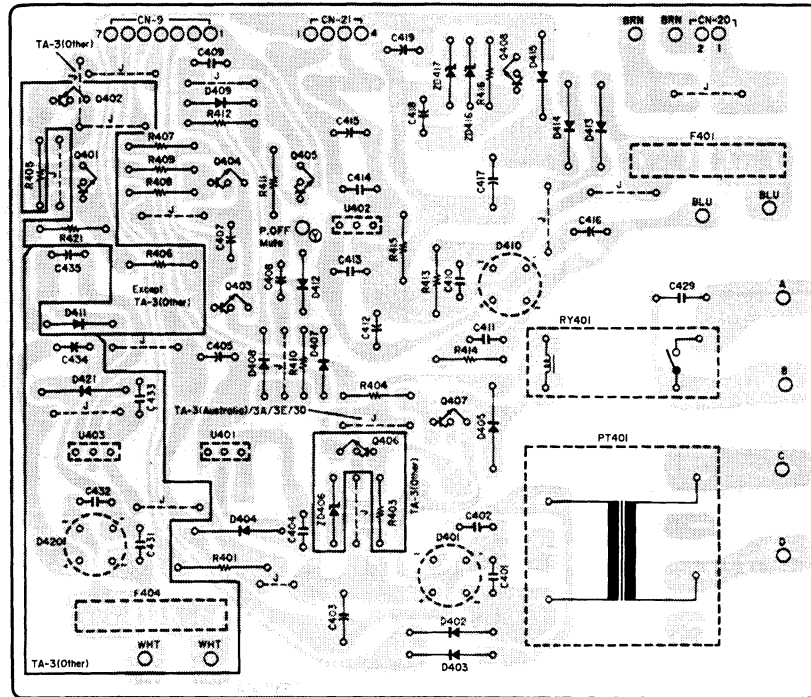 CN-9
7 1
CN-21
1 4
BRN BRN CN-20
2 1
TA-3(Other)
C409
C419
ZD417
ZD416
R416
Q408
D415
J
Q402
D409
R412
C418
J
J
C415
D414
D413
F401
R405
J
Q401
R407
R409
R408
Q404
R411
Q405
C414
C417
J
BLU
BLU
J
P.OFF
Mute
Y
U402
J
C416
R421
C407
R415
D410
C435
R406
C408
D412
C413
R413
C410
Except
TA-3(Other)
Q403
C429
A
D411
C412
C411
RY401
C434
J
C405
D408
J
R410
D407
R414
D421
C433
R404
B
J
TA-3(Australia)/3A/3E/30
J
Q407
D405
U403
U401
Q406
PT401
C
C432
ZD406
J
R403
TA-3(Other)
J
D4201
C431
D404
C404
C402
D401
C401
D
R401
J
F404
C403
D402
D403
WHT WHT
TA-3(Other)